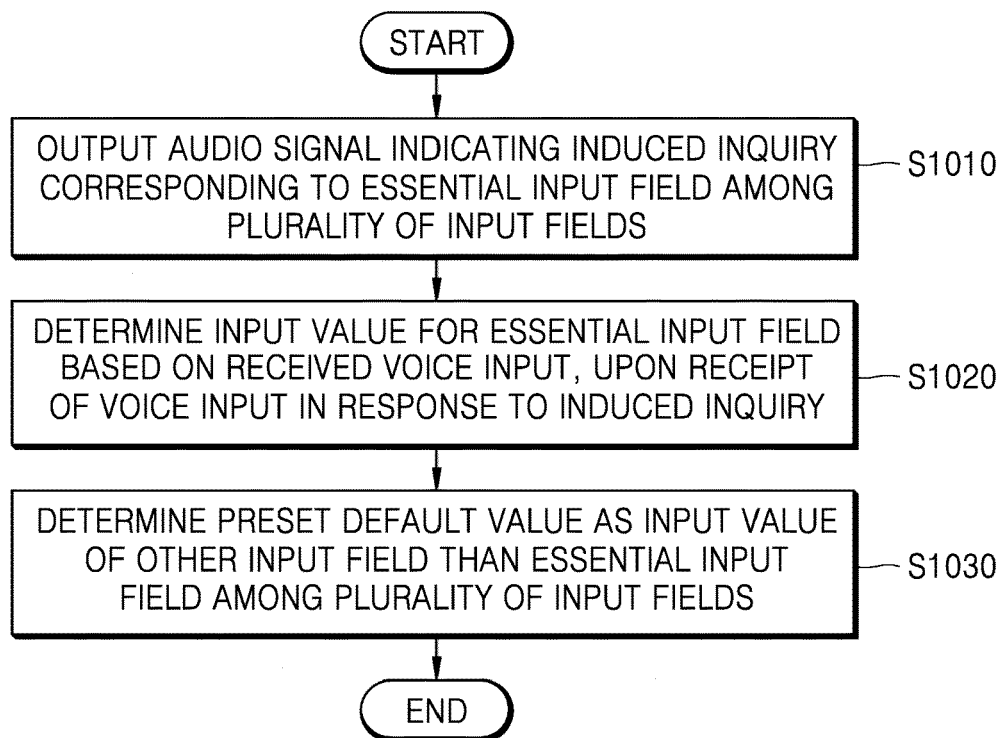 START
OUTPUT AUDIO SIGNAL INDICATING INDUCED INQUIRY
CORRESPONDING TO ESSENTIAL INPUT FIELD AMONG
PLURALITY OF INPUT FIELDS
S1010
DETERMINE INPUT VALUE FOR ESSENTIAL INPUT FIELD
BASED ON RECEIVED VOICE INPUT, UPON RECEIPT
OF VOICE INPUT IN RESPONSE TO INDUCED INQUIRY
S1020
DETERMINE PRESET DEFAULT VALUE AS INPUT VALUE
OF OTHER INPUT FIELD THAN ESSENTIAL INPUT
FIELD AMONG PLURALITY OF INPUT FIELDS
S1030
END